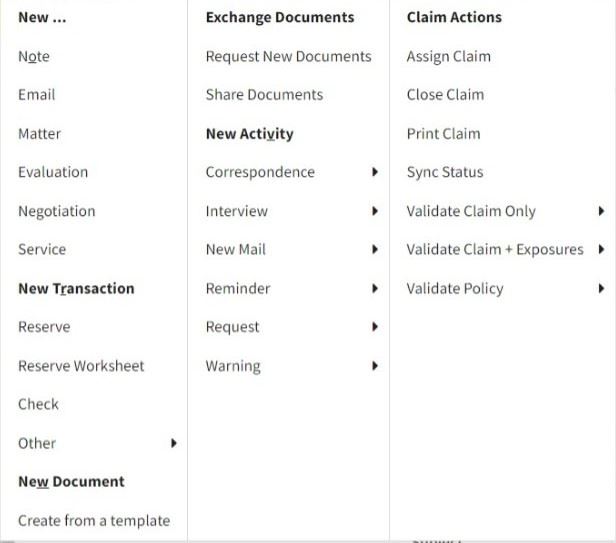 New ...
Note
Email
Matter
Evaluation
Negotiation
Service
New Transaction
Reserve
Reserve Worksheet
Check
Other
New Document
Create from a template
Exchange Documents
Request New Documents
Share Documents
New Activity
Correspondence
Interview
New Mail
Reminder
Request
Warning
Claim Actions
Assign Claim
Close Claim
Print Claim
Sync Status
Validate Claim Only
Validate Claim + Exposures
Validate Policy